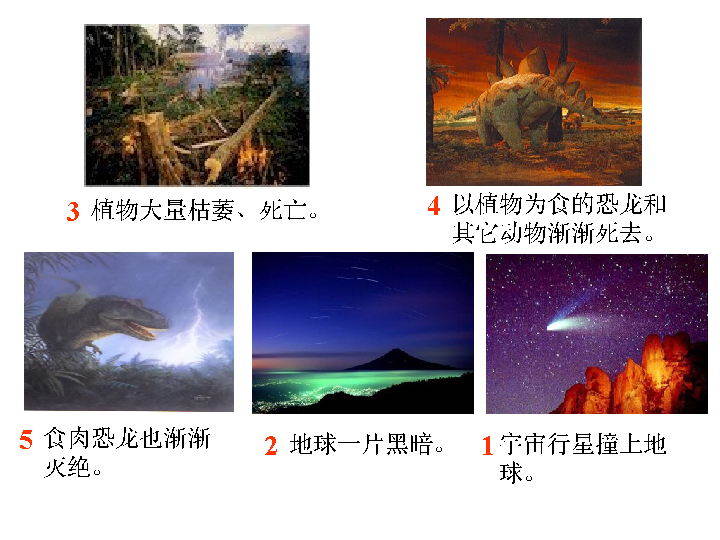 3 植物大量枯萎、死亡。
4 以植物为食的恐龙和
其它动物渐渐死去。
5 食肉恐龙也渐渐
灭绝。
2 地球一片黑暗。
1 宇宙行星撞上地
球。